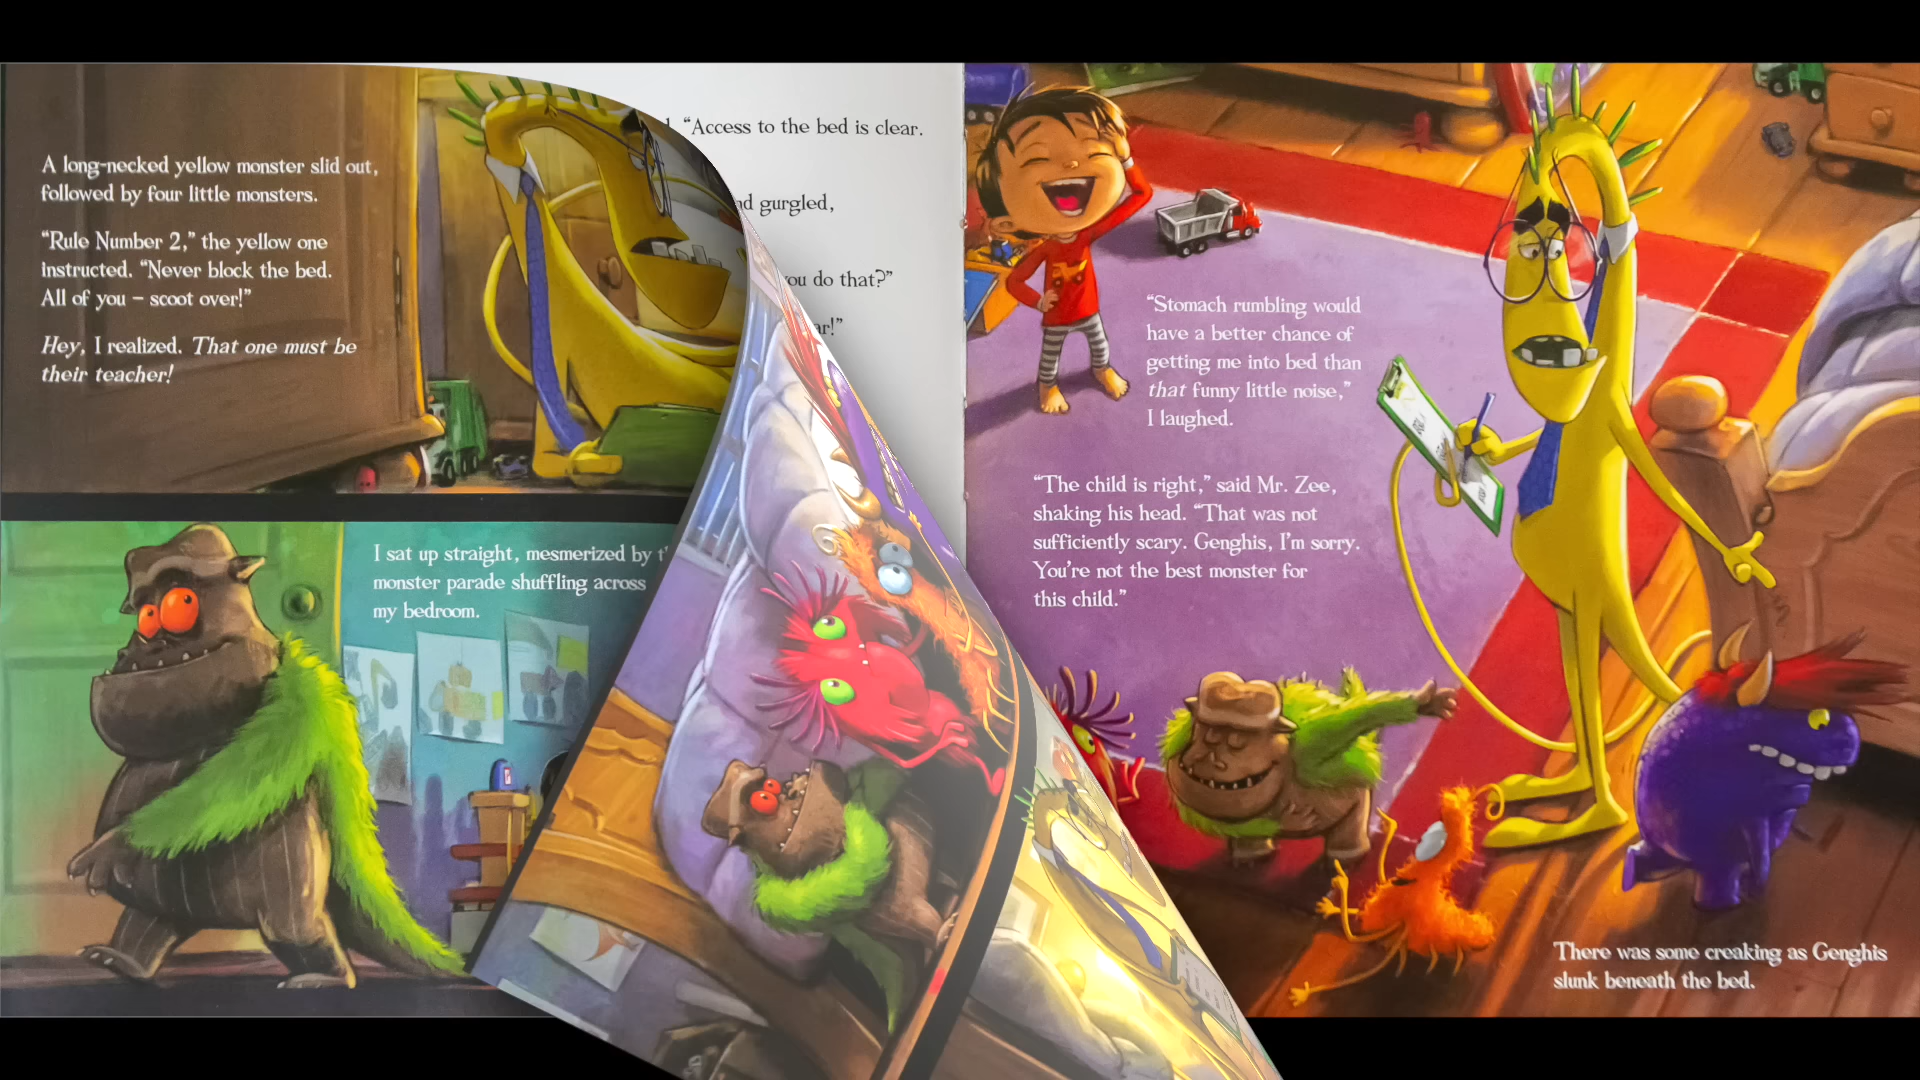 A long-necked yellow monster slid out,
followed by four little monsters.
“Rule Number 2,” the yellow one
instructed. “Never block the bed.
All of you – scoot over!”
Hey, I realized. That one must be
their teacher!
I sat up straight, mesmerized by
monster parade shuffling across
my bedroom.
“Access to the bed is clear.
gurgled,
do that?”
“Stomach rumbling would
have a better chance of
getting me into bed than
that funny little noise,”
I laughed.
“The child is right,” said Mr. Zee,
shaking his head. “That was not
sufficiently scary. Genghis, I’m sorry.
You’re not the best monster for
this child.”
There was some creaking as Genghis
slunk beneath the bed.